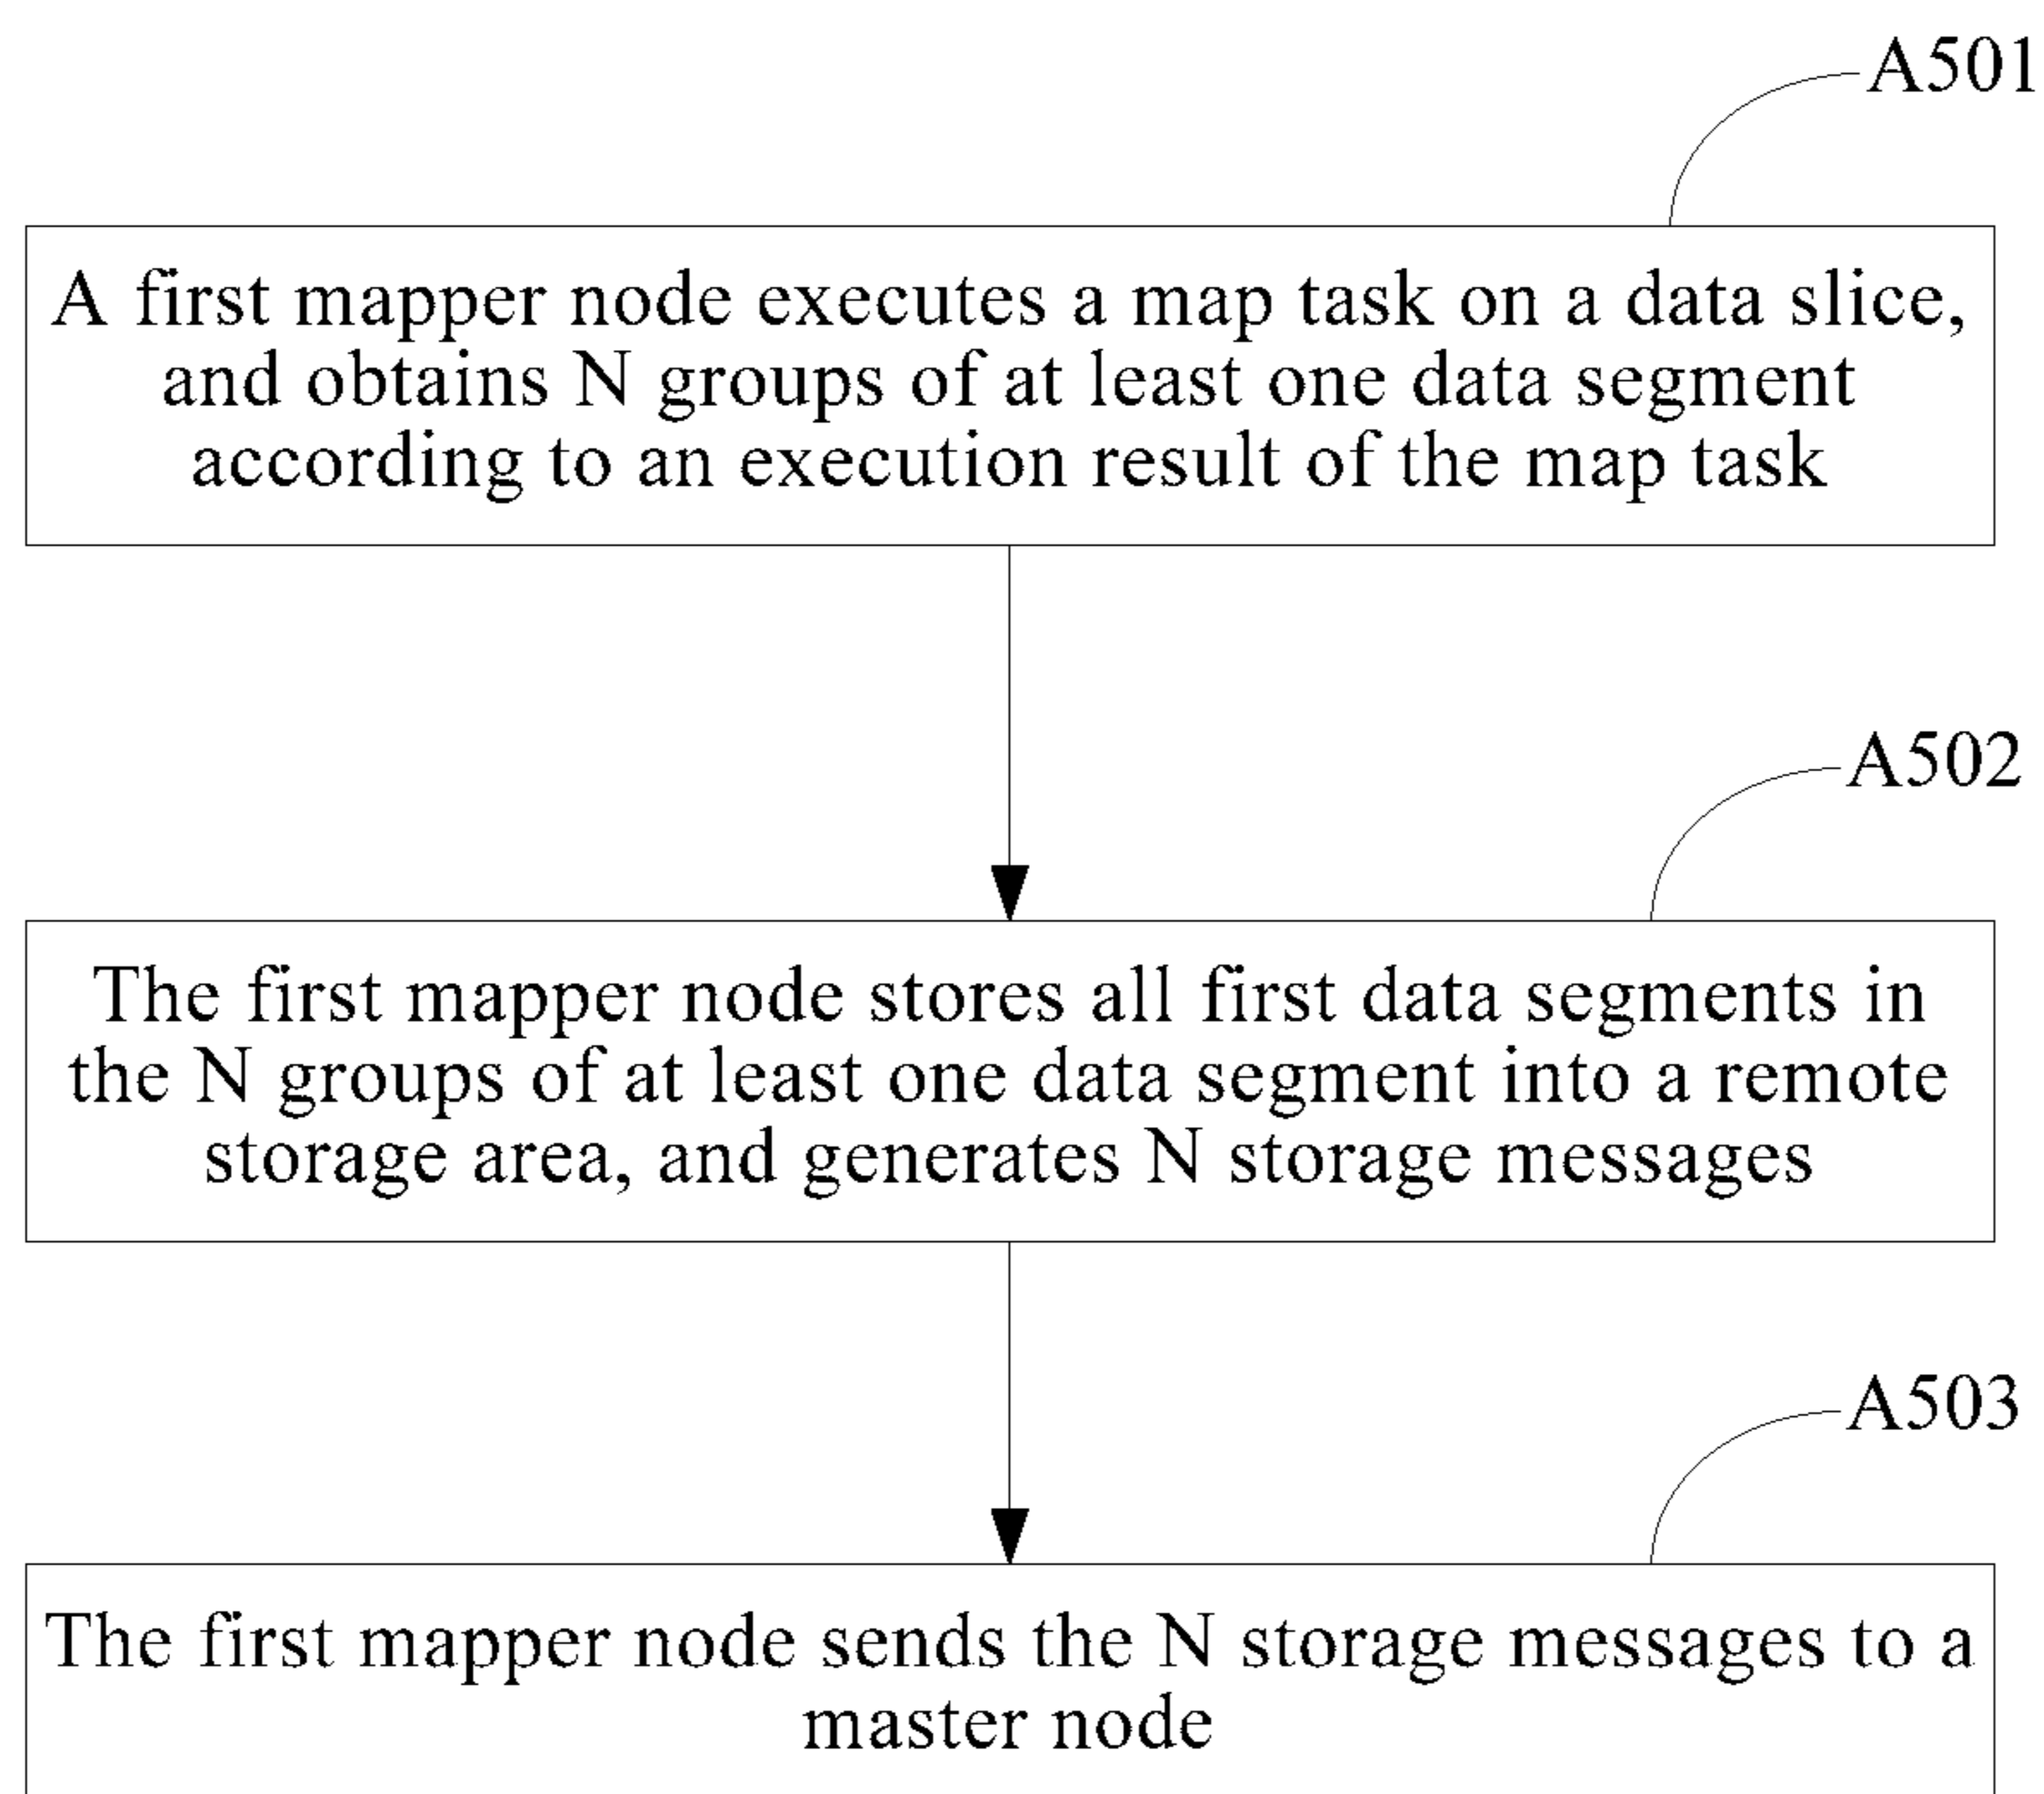 A501
A first mapper node executes a map task on a data slice,
and obtains N groups of at least one data segment
according to an execution result of the map task
A502
The first mapper node stores all first data segments in
the N groups of at least one data segment into a remote
storage area, and generates N storage messages
A503
The first mapper node sends the N storage messages to a
master node